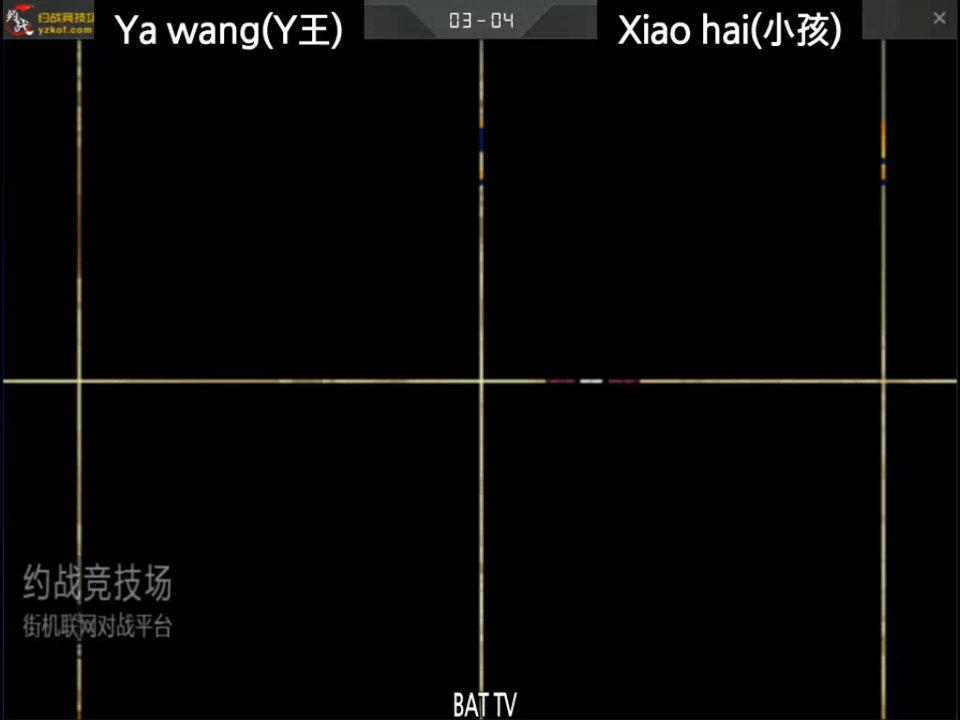 约战竞技场
yzkof.com
Ya wang(Y王)
03-04
Xiao hai(小孩)
约战竞技场
街机联网对战平台
BAT TV